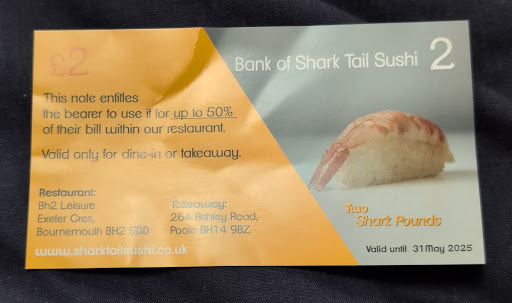 £2
Bank of Shark Tail Sushi 2
This note entitles
the bearer to use it for up to 50%
of their bill within our restaurant.
Valid only for dine-in or takeaway.
Restaurant:
Bh2 Leisure
Exeter Cres,
Bournemouth BH2 5DD
Takeaway:
264 Ashley Road,
Poole BH14 9BZ
www.sharktailsushi.co.uk
Two
Shark Pounds
Valid until 31 May 2025